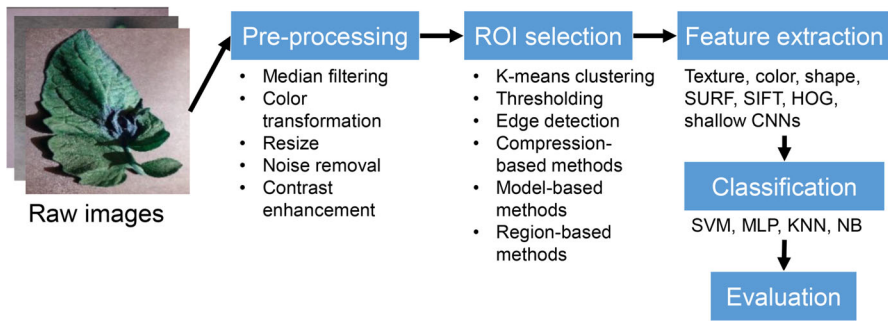 Raw images
Pre-processing
• Median filtering
• Color
transformation
• Resize
• Noise removal
• Contrast
enhancement
ROI selection
• K-means clustering
• Thresholding
• Edge detection
• Compression-
based methods
• Model-based
methods
• Region-based
methods
Feature extraction
Texture, color, shape,
SURF, SIFT, HOG,
shallow CNNs
Classification
SVM, MLP, KNN, NB
Evaluation